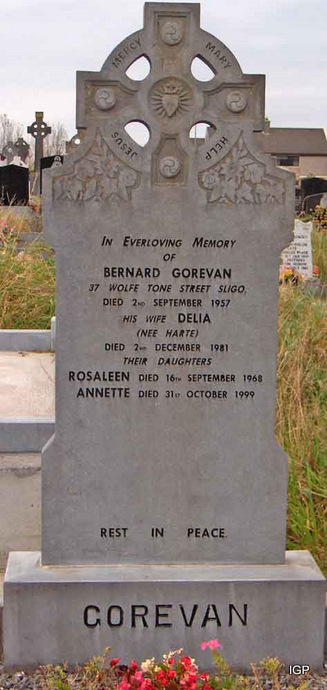 MERCY MARY
JESUS HELP
IN EVERLOVING MEMORY
OF
BERNARD GOREVAN
37 WOLFE TONE STREET SLIGO.
DIED 2ND SEPTEMBER 1957
HIS WIFE DELIA
(NEE HARTE)
DIED 2ND DECEMBER 1981
THEIR DAUGHTERS
ROSALEEN DIED 16TH SEPTEMBER 1968
ANNETTE DIED 31ST OCTOBER 1999
REST IN PEACE.
GOREVAN
IGP